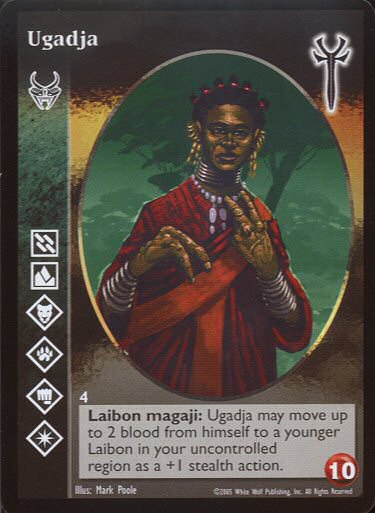 Ugadja
4
Laibon magaji: Ugadja may move up
to 2 blood from himself to a younger
Laibon in your uncontrolled
region as a +1 stealth action.
10
Illus: Mark Poole
©2005 White Wolf Publishing, Inc. All Rights Reserved